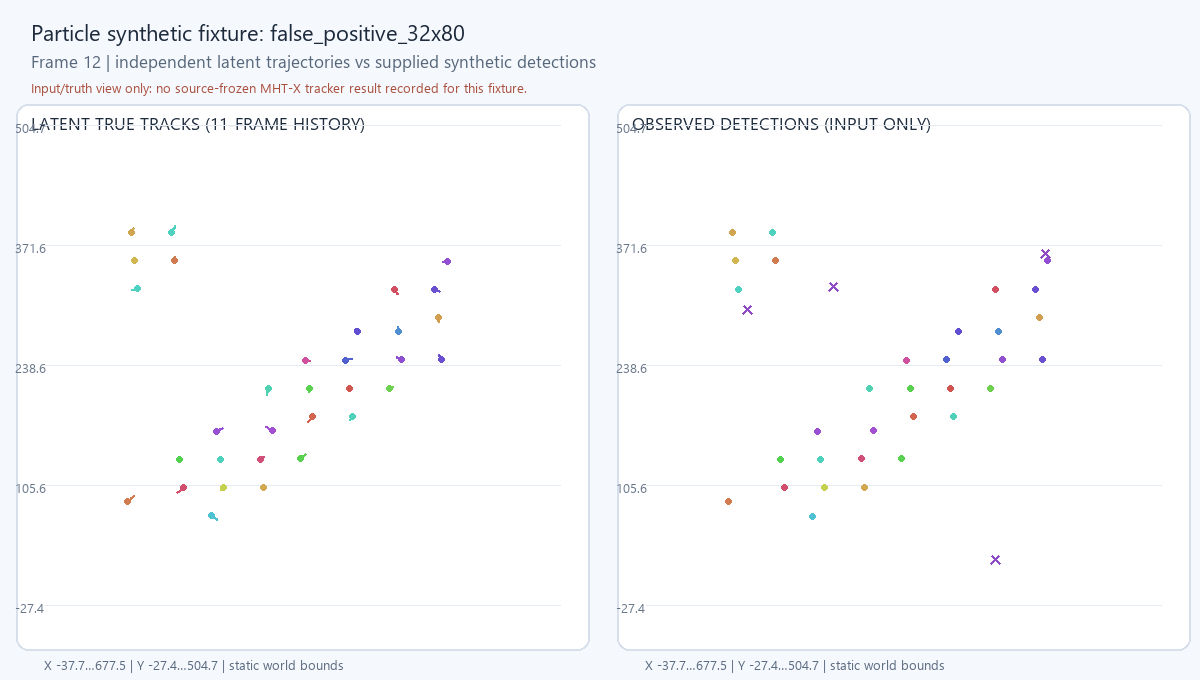 Particle synthetic fixture: false_positive_32x80
Frame 12 | independent latent trajectories vs supplied synthetic detections
Input/truth view only: no source-frozen MHT-X tracker result recorded for this fixture.
LATENT TRUE TRACKS (11-FRAME HISTORY)
504.7
371.6
238.6
105.6
-27.4
X -37.7...677.5 | Y -27.4...504.7 | static world bounds
OBSERVED DETECTIONS (INPUT ONLY)
504.7
371.6
238.6
105.6
-27.4
X -37.7...677.5 | Y -27.4...504.7 | static world bounds